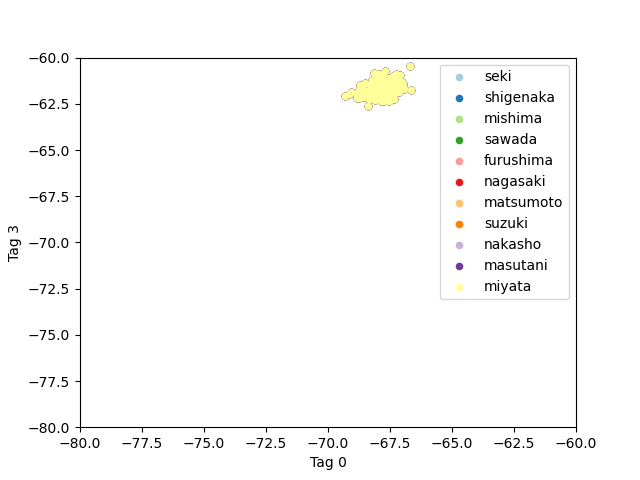 −60.0
−62.5
−65.0
−67.5
−70.0
−72.5
−75.0
−77.5
−80.0
Tag 3
seki
shigenaka
mishima
sawada
furushima
nagasaki
matsumoto
suzuki
nakasho
masutani
miyata
−80.0 −77.5 −75.0 −72.5 −70.0 −67.5 −65.0 −62.5 −60.0
Tag 0